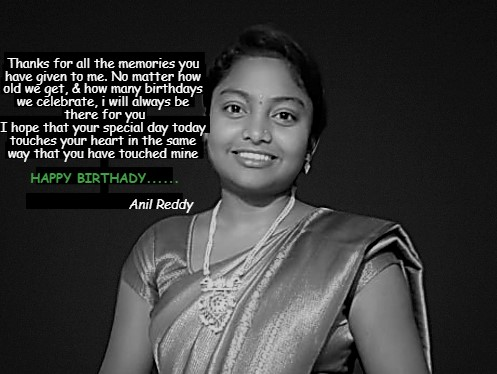 Thanks for all the memories you
have given to me. No matter how
old we get, & how many birthdays
we celebrate, i will always be
there for you
I hope that your special day today
touches your heart in the same
way that you have touched mine
HAPPY BIRTHADY......
Anil Reddy